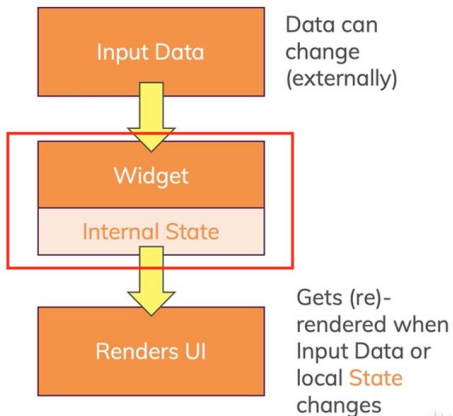 Input Data
Data can
change
(externally)
Widget
Internal State
Renders UI
Gets (re)-
rendered when
Input Data or
local State
changes